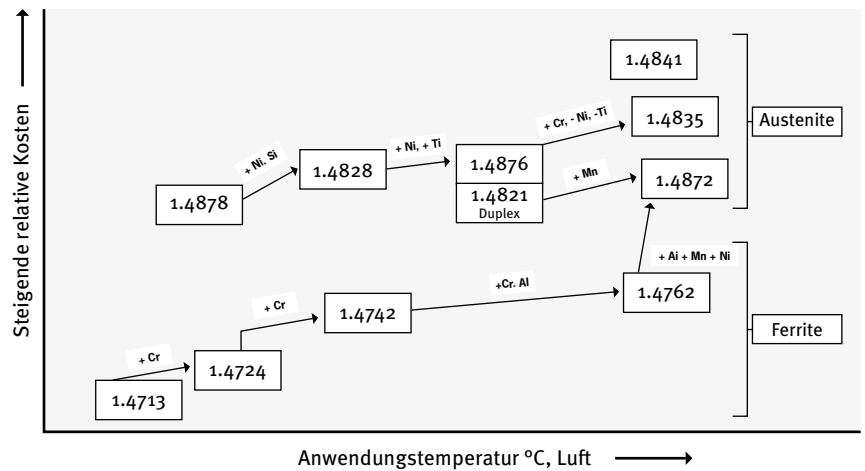 Steigende relative Kosten
1.4841
+ Cr, - Ni, -Ti
1.4835
Austenite
+ Ni. Si
1.4828
+ Ni, + Ti
1.4876
+ Mn
1.4872
1.4878
1.4821
Duplex
+ Ai + Mn + Ni
+Cr. Al
1.4762
+ Cr
1.4742
Ferrite
+ Cr
1.4724
1.4713
Anwendungstemperatur ºC, Luft